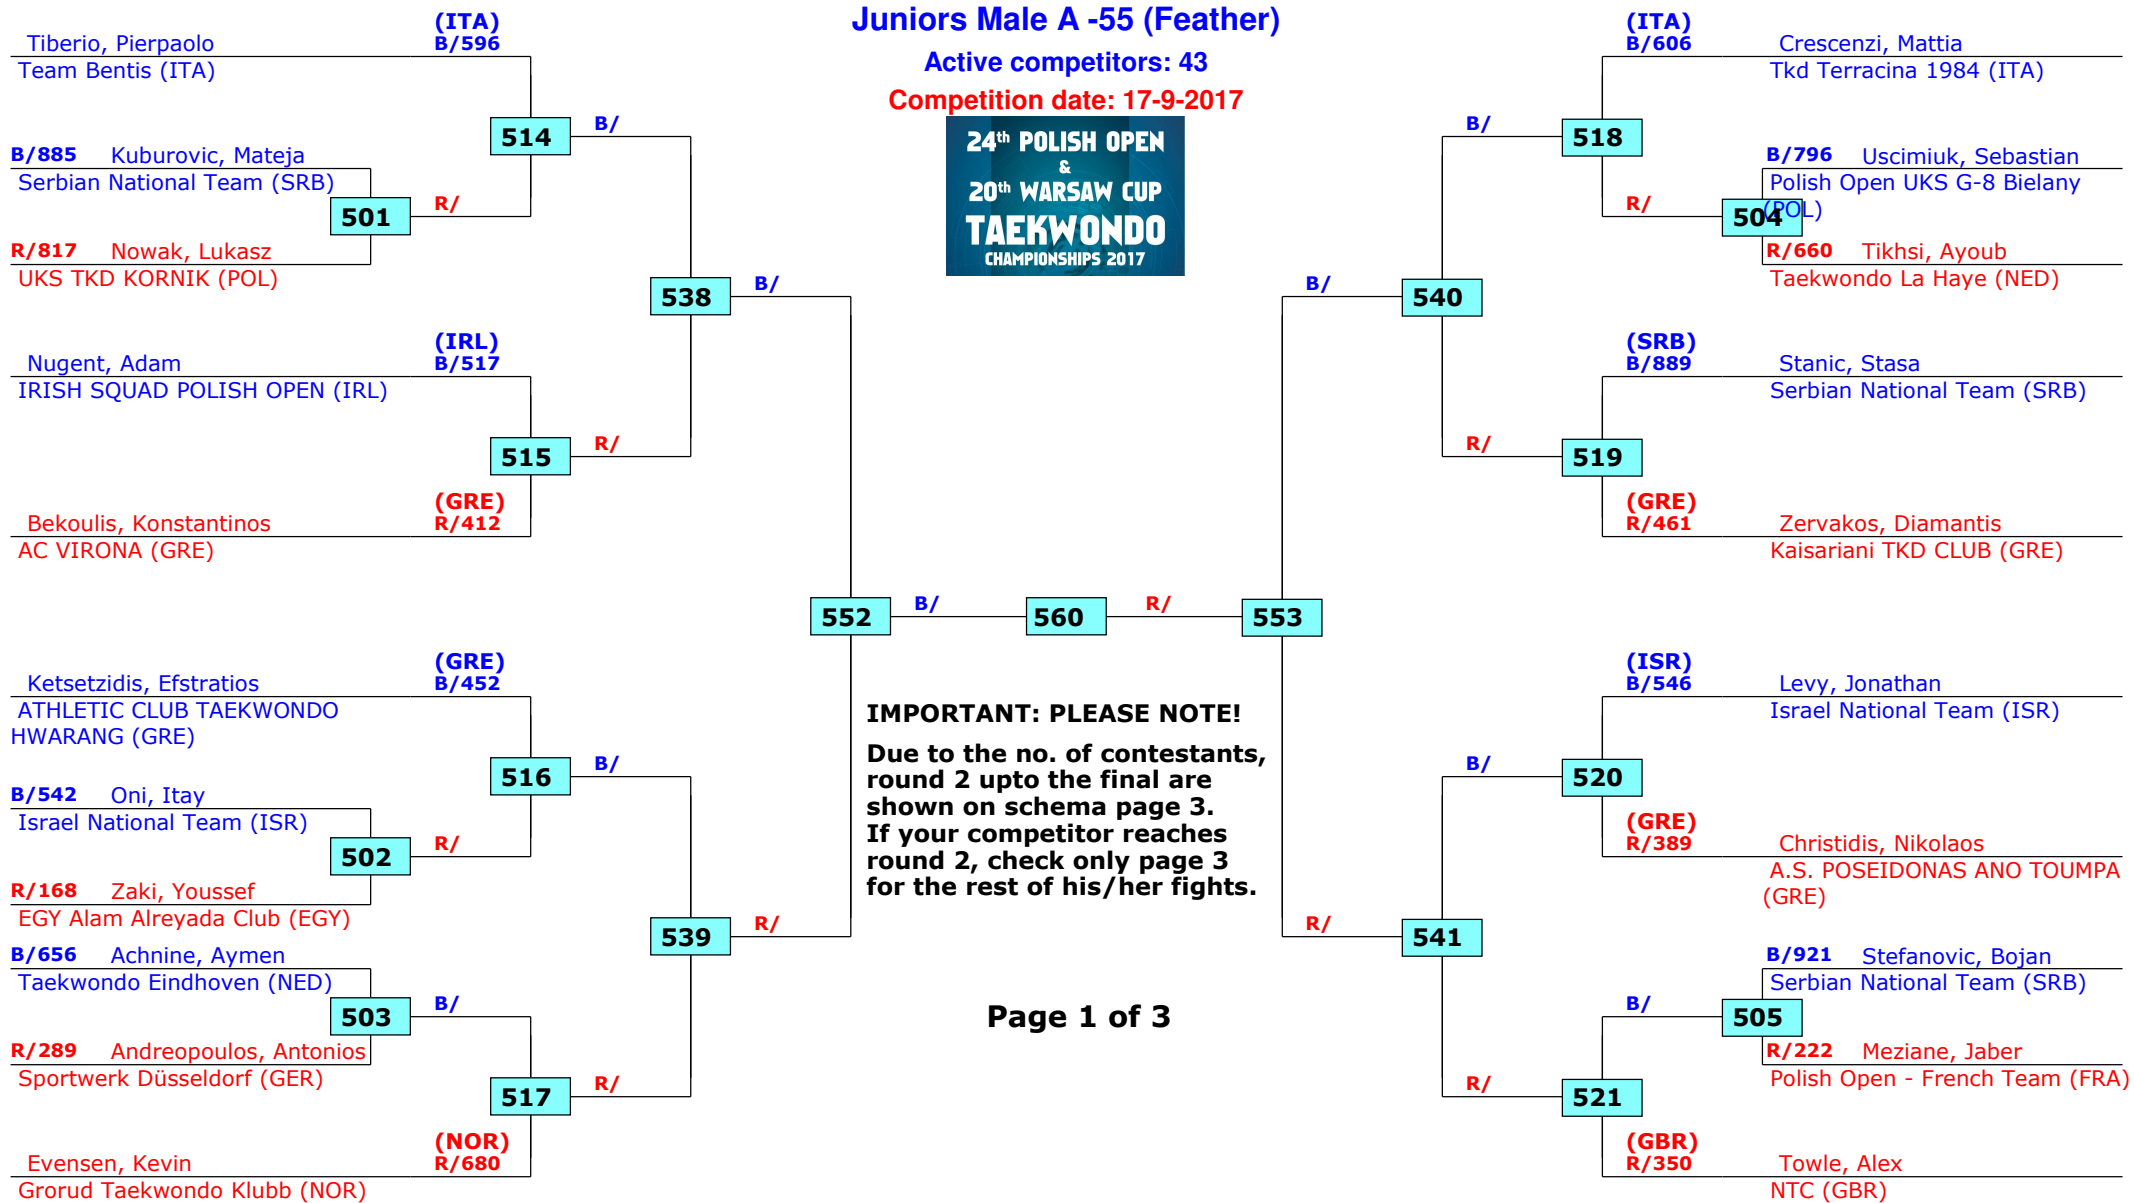 Juniors Male A -55 (Feather)
Active competitors: 43
Competition date: 17-9-2017
24th POLISH OPEN
&
20th WARSAW CUP
TAEKWONDO
CHAMPIONSHIPS 2017
(ITA)
Tiberio, Pierpaolo B/596
Team Bentis (ITA)
514
B/
B/885 Kuburovic, Mateja
Serbian National Team (SRB)
501
R/
R/817 Nowak, Lukasz
UKS TKD KORNIK (POL)
538
B/
(IRL)
Nugent, Adam B/517
IRISH SQUAD POLISH OPEN (IRL)
515
R/
(GRE)
Bekoulis, Konstantinos R/412
AC VIRONA (GRE)
552
B/
560
R/
553
(GRE)
Ketsetzidis, Efstratios B/452
ATHLETIC CLUB TAEKWONDO
HWARANG (GRE)
516
B/
B/542 Oni, Itay
Israel National Team (ISR)
502
R/
R/168 Zaki, Youssef
EGY Alam Alreyada Club (EGY)
539
R/
B/656 Achnine, Aymen
Taekwondo Eindhoven (NED)
503
B/
R/289 Andreopoulos, Antonios
Sportwerk Düsseldorf (GER)
517
R/
(NOR)
Evensen, Kevin R/680
Grorud Taekwondo Klubb (NOR)
IMPORTANT: PLEASE NOTE!
Due to the no. of contestants,
round 2 upto the final are
shown on schema page 3.
If your competitor reaches
round 2, check only page 3
for the rest of his/her fights.
Page 1 of 3
(ITA)
B/606 Crescenzi, Mattia
Tkd Terracina 1984 (ITA)
B/
518
B/796 Uscimiuk, Sebastian
Polish Open UKS G-8 Bielany
(POL)
R/
504
R/660 Tikhsi, Ayoub
Taekwondo La Haye (NED)
B/
540
(SRB)
B/889 Stanic, Stasa
Serbian National Team (SRB)
R/
519
(GRE)
R/461 Zervakos, Diamantis
Kaisariani TKD CLUB (GRE)
(ISR)
B/546 Levy, Jonathan
Israel National Team (ISR)
B/
520
(GRE)
R/389 Christidis, Nikolaos
A.S. POSEIDONAS ANO TOUMPA
(GRE)
R/
541
B/921 Stefanovic, Bojan
Serbian National Team (SRB)
B/
505
R/222 Meziane, Jaber
Polish Open - French Team (FRA)
R/
521
(GBR)
R/350 Towle, Alex
NTC (GBR)